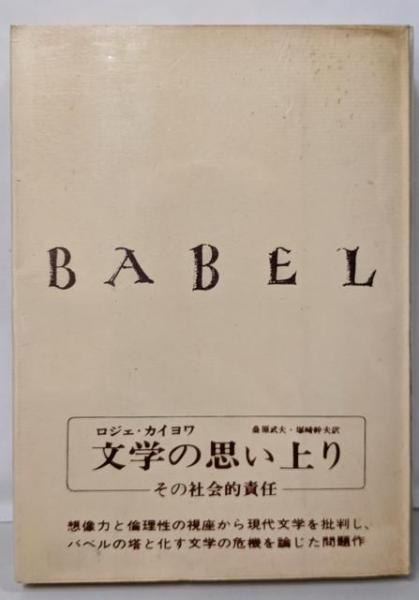 BABEL
ロジェ・カイヨワ 桑原武夫・塚崎幹夫訳
文学の思い上り
その社会的責任
想像力と倫理性の視座から現代文学を批判し、
バベルの塔と化す文学の危機を論じた問題作